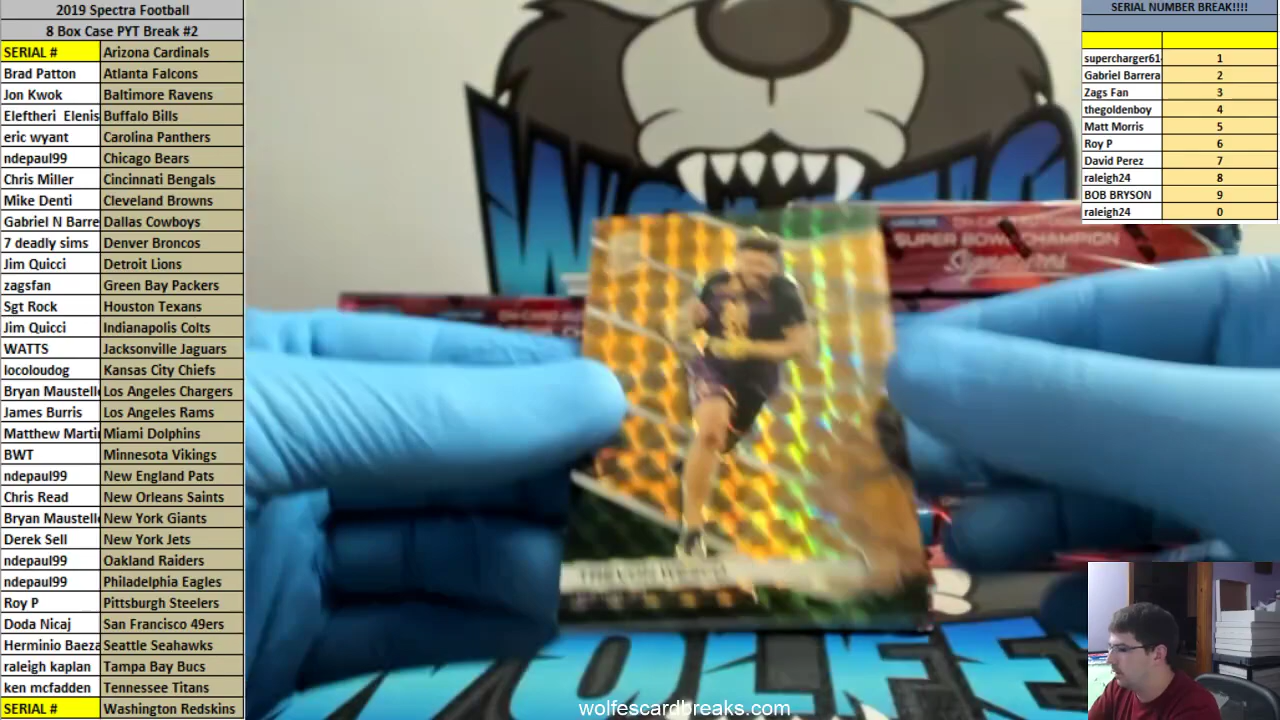 2019 Spectra Football
8 Box Case PYT Break #2
SERIAL # Arizona Cardinals
Brad Patton Atlanta Falcons
Jon Kwok Baltimore Ravens
Eleftheri Elenis Buffalo Bills
eric wyant Carolina Panthers
ndepaul99 Chicago Bears
Chris Miller Cincinnati Bengals
Mike Denti Cleveland Browns
Gabriel N Barre Dallas Cowboys
7 deadly sims Denver Broncos
Jim Quicci Detroit Lions
zagsfan Green Bay Packers
Sgt Rock Houston Texans
Jim Quicci Indianapolis Colts
WATTS Jacksonville Jaguars
locoloudog Kansas City Chiefs
Bryan Maustelle Los Angeles Chargers
James Burris Los Angeles Rams
Matthew Martin Miami Dolphins
BWT Minnesota Vikings
ndepaul99 New England Pats
Chris Read New Orleans Saints
Bryan Maustelle New York Giants
Derek Sell New York Jets
ndepaul99 Oakland Raiders
ndepaul99 Philadelphia Eagles
Roy P Pittsburgh Steelers
Doda Nicaj San Francisco 49ers
Herminio Baeza Seattle Seahawks
raleigh kaplan Tampa Bay Bucs
ken mcfadden Tennessee Titans
SERIAL # Washington Redskins
SERIAL NUMBER BREAK!!!!
supercharger61 1
Gabriel Barrera 2
Zags Fan 3
thegoldenboy 4
Matt Morris 5
Roy P 6
David Perez 7
raleigh24 8
BOB BRYSON 9
raleigh24 0
SUPER BOWL CHAMPION
Signatures
WOLFE
wolfescardbreaks.com